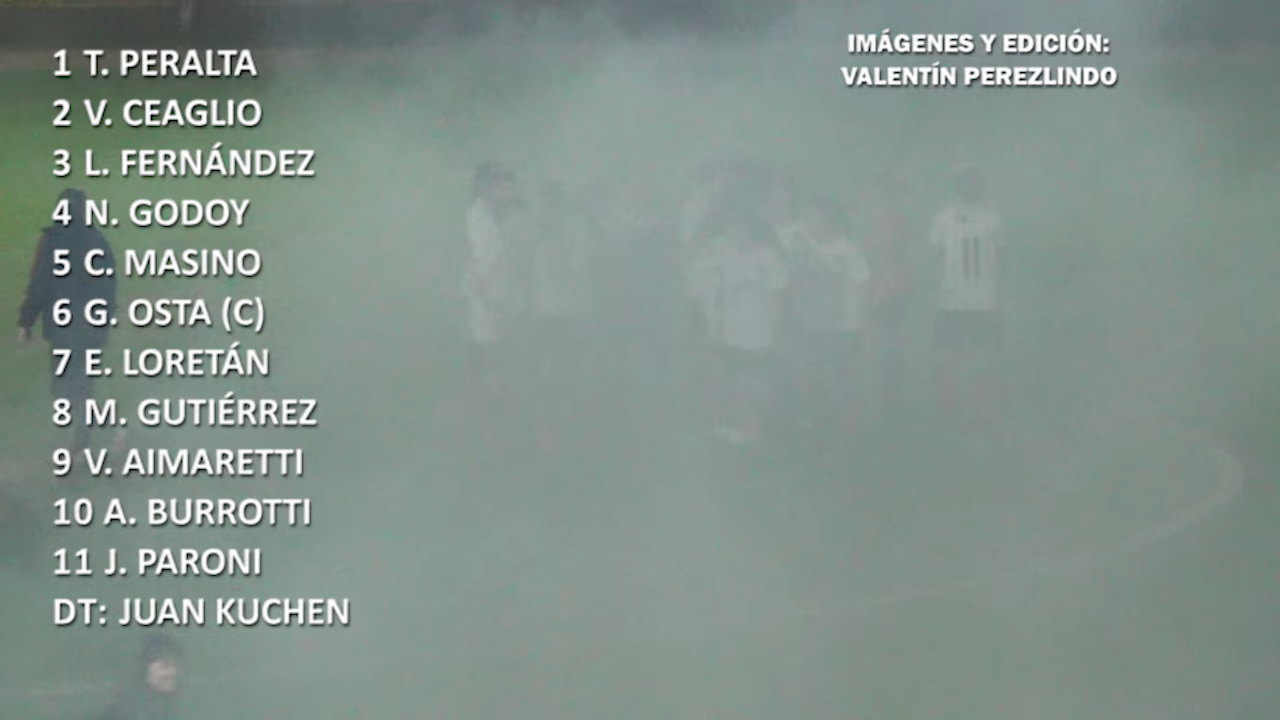 1 T. PERALTA
2 V. CEAGLIO
3 L. FERNÁNDEZ
4 N. GODOY
5 C. MASINO
6 G. OSTA (C)
7 E. LORETÁN
8 M. GUTIÉRREZ
9 V. AIMARETTI
10 A. BURROTTI
11 J. PARONI
DT: JUAN KUCHEN
IMÁGENES Y EDICIÓN:
VALENTÍN PEREZLINDO
11